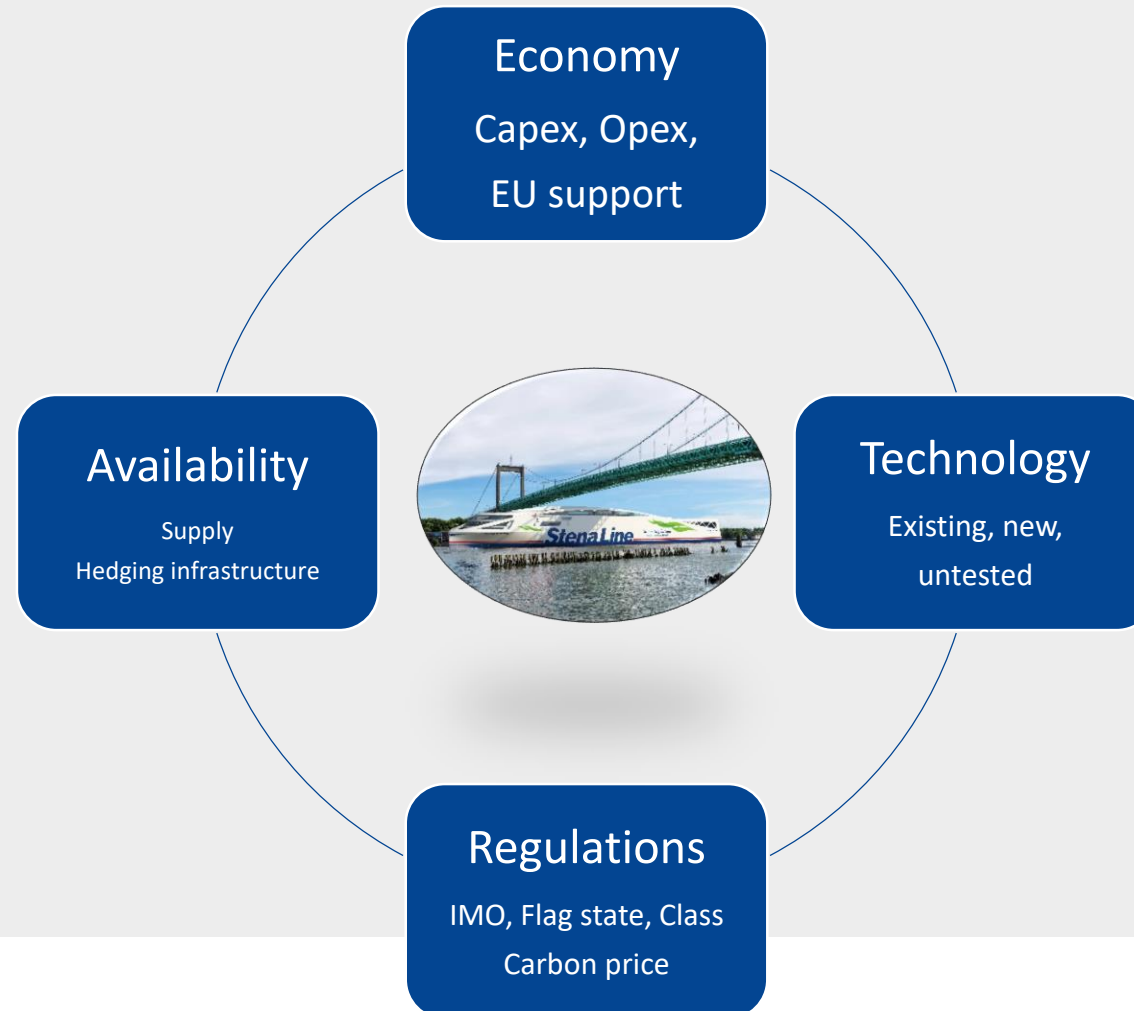 Economy
Capex, Opex,
EU support
Availability
Supply
Hedging infrastructure
Stena Line
Technology
Existing, new,
untested
Regulations
IMO, Flag state, Class
Carbon price